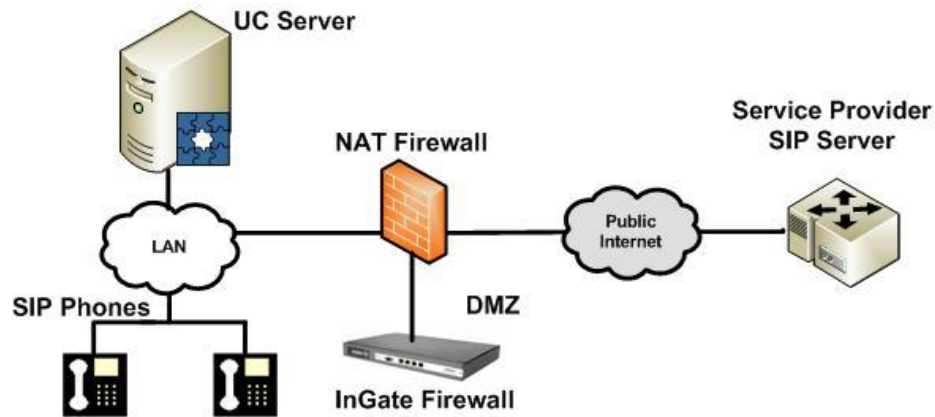 UC Server
NAT Firewall
Service Provider
SIP Server
LAN
Public
Internet
SIP Phones
DMZ
InGate Firewall